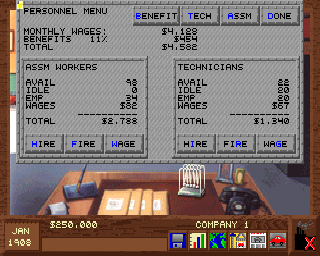 PERSONNEL MENU
BENEFIT TECH ASSM DONE
MONTHLY WAGES: $4,128
BENEFITS 11% $454
TOTAL $4,582
ASSM WORKERS
AVAIL 98
IDLE 0
EMP 34
WAGES $82
TOTAL $2,788
HIRE FIRE WAGE
TECHNICIANS
AVAIL 22
IDLE 20
EMP 20
WAGES $67
TOTAL $1,340
HIRE FIRE WAGE
$250,000 COMPANY 1
JAN
1908